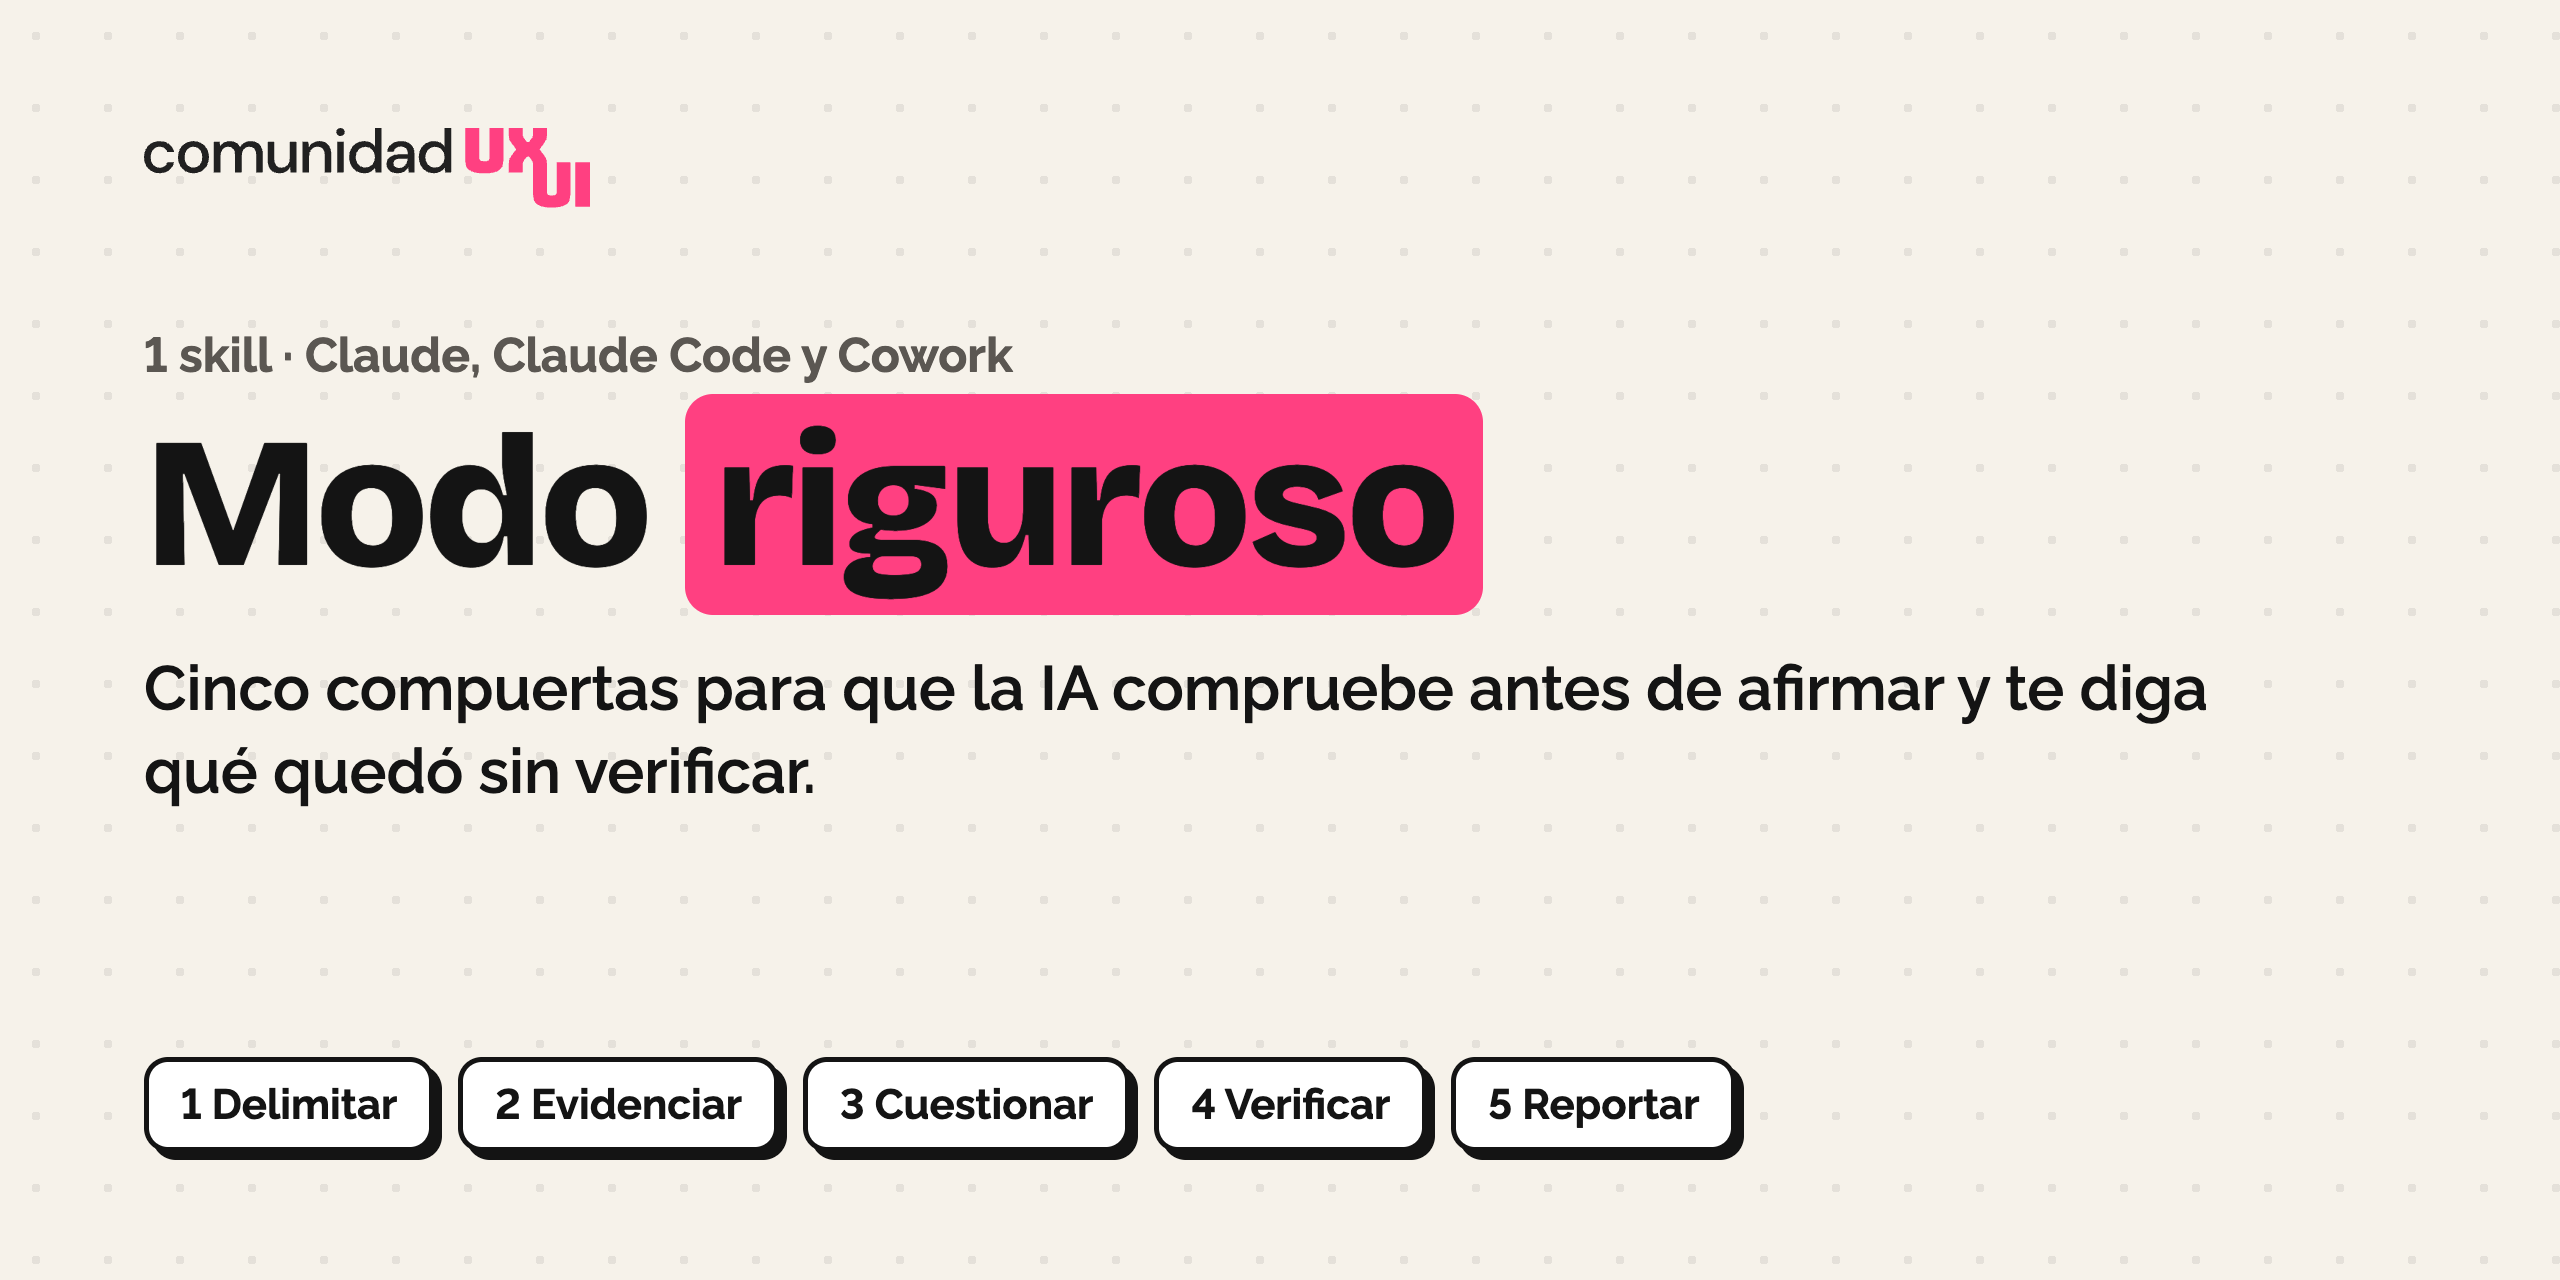 comunidad UX
UI
1 skill · Claude, Claude Code y Cowork
Modo riguroso
Cinco compuertas para que la IA compruebe antes de afirmar y te diga
qué quedó sin verificar.
1 Delimitar
2 Evidenciar
3 Cuestionar
4 Verificar
5 Reportar